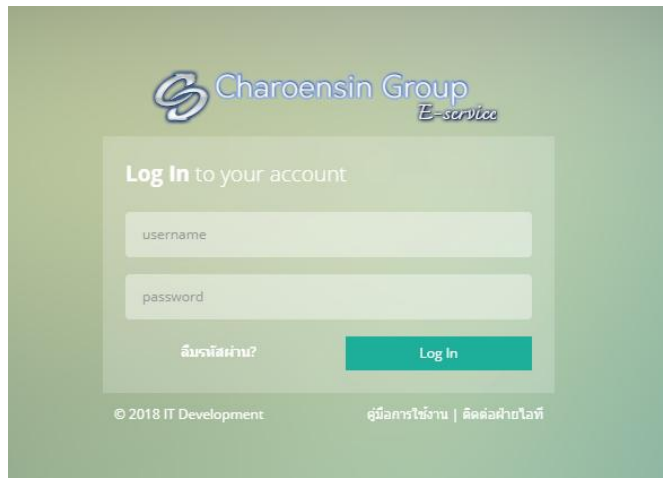 Charoensin Group
E-service
Log In to your account
username
password
ลืมรหัสผ่าน?
Log In
© 2018 IT Development
คู่มือการใช้งาน | ติดต่อฝ่ายไอที